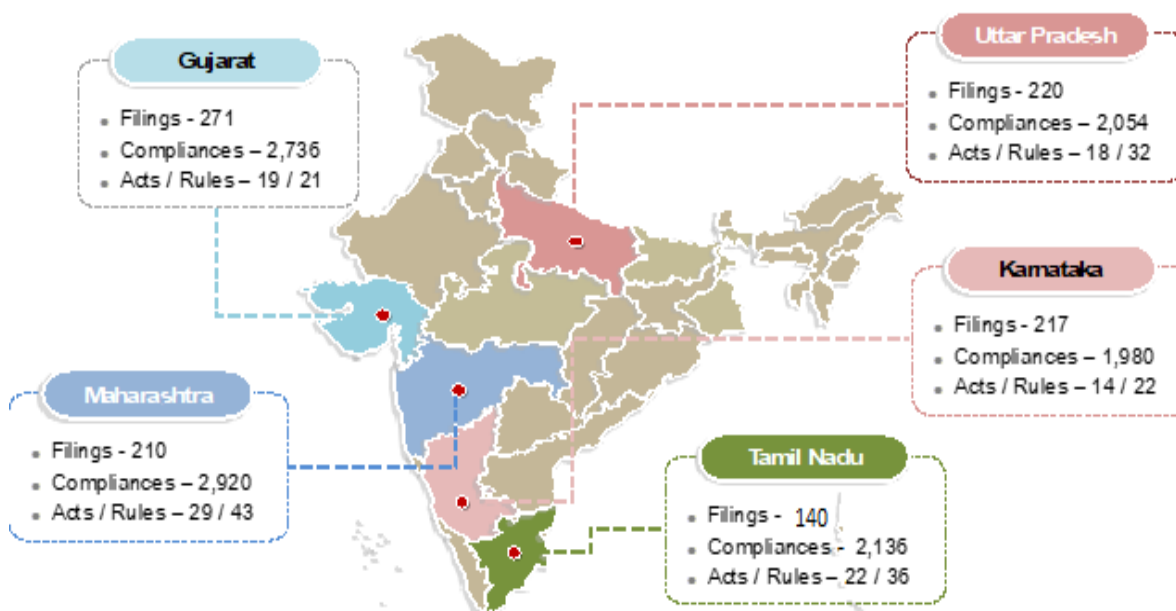 Gujarat
Filings - 271
Compliances – 2,736
Acts / Rules – 19 / 21
Uttar Pradesh
Filings - 220
Compliances – 2,054
Acts / Rules – 18 / 32
Karnataka
Filings - 217
Compliances – 1,980
Acts / Rules – 14 / 22
Maharashtra
Filings - 210
Compliances – 2,920
Acts / Rules – 29 / 43
Tamil Nadu
Filings - 140
Compliances - 2,136
Acts / Rules – 22 / 36